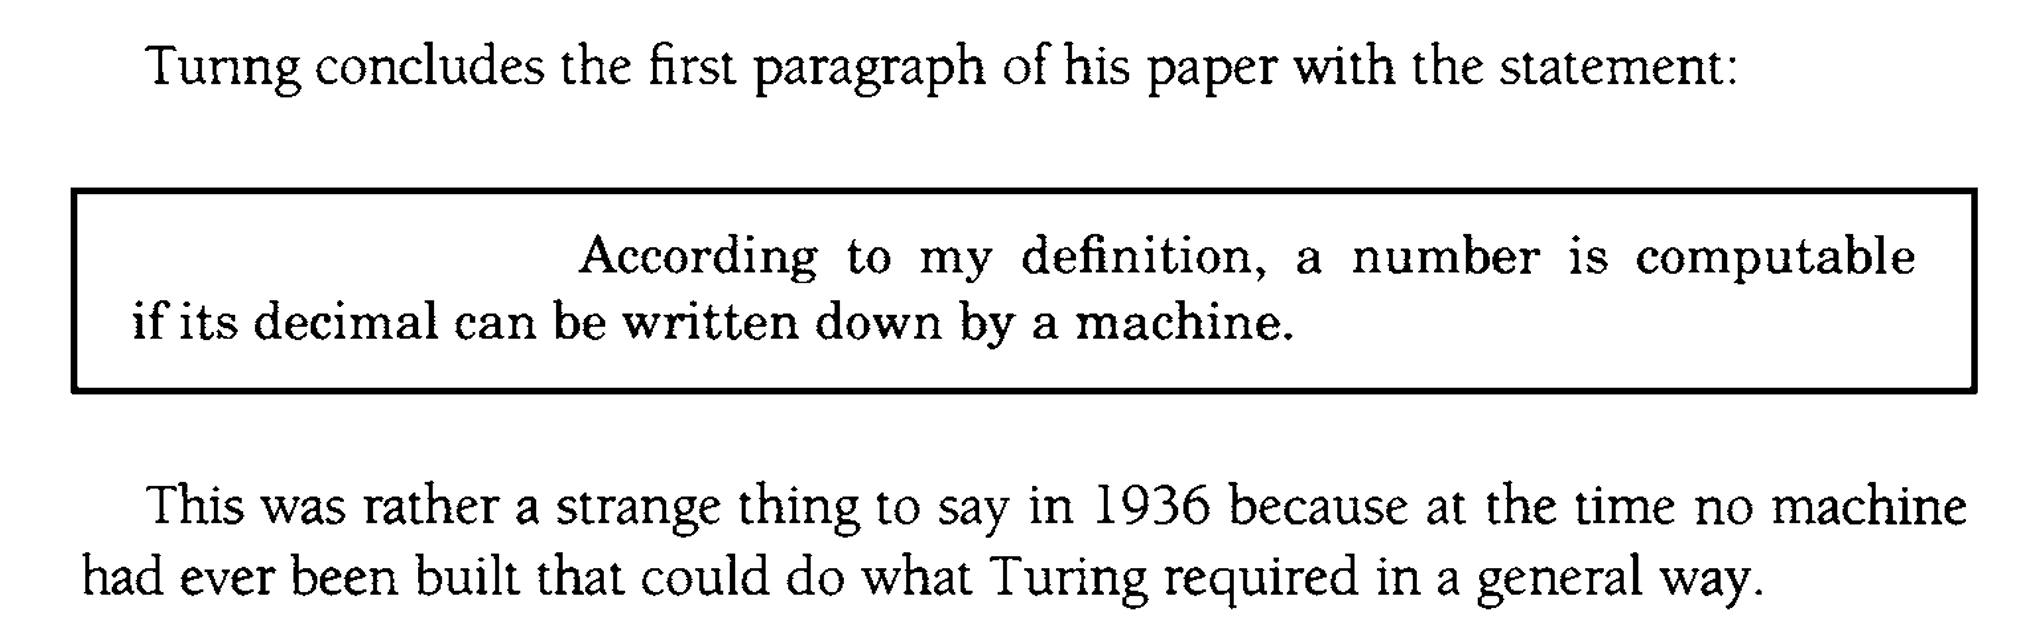 Turing concludes the first paragraph of his paper with the statement:
According to my definition, a number is computable
if its decimal can be written down by a machine.
This was rather a strange thing to say in 1936 because at the time no machine
had ever been built that could do what Turing required in a general way.